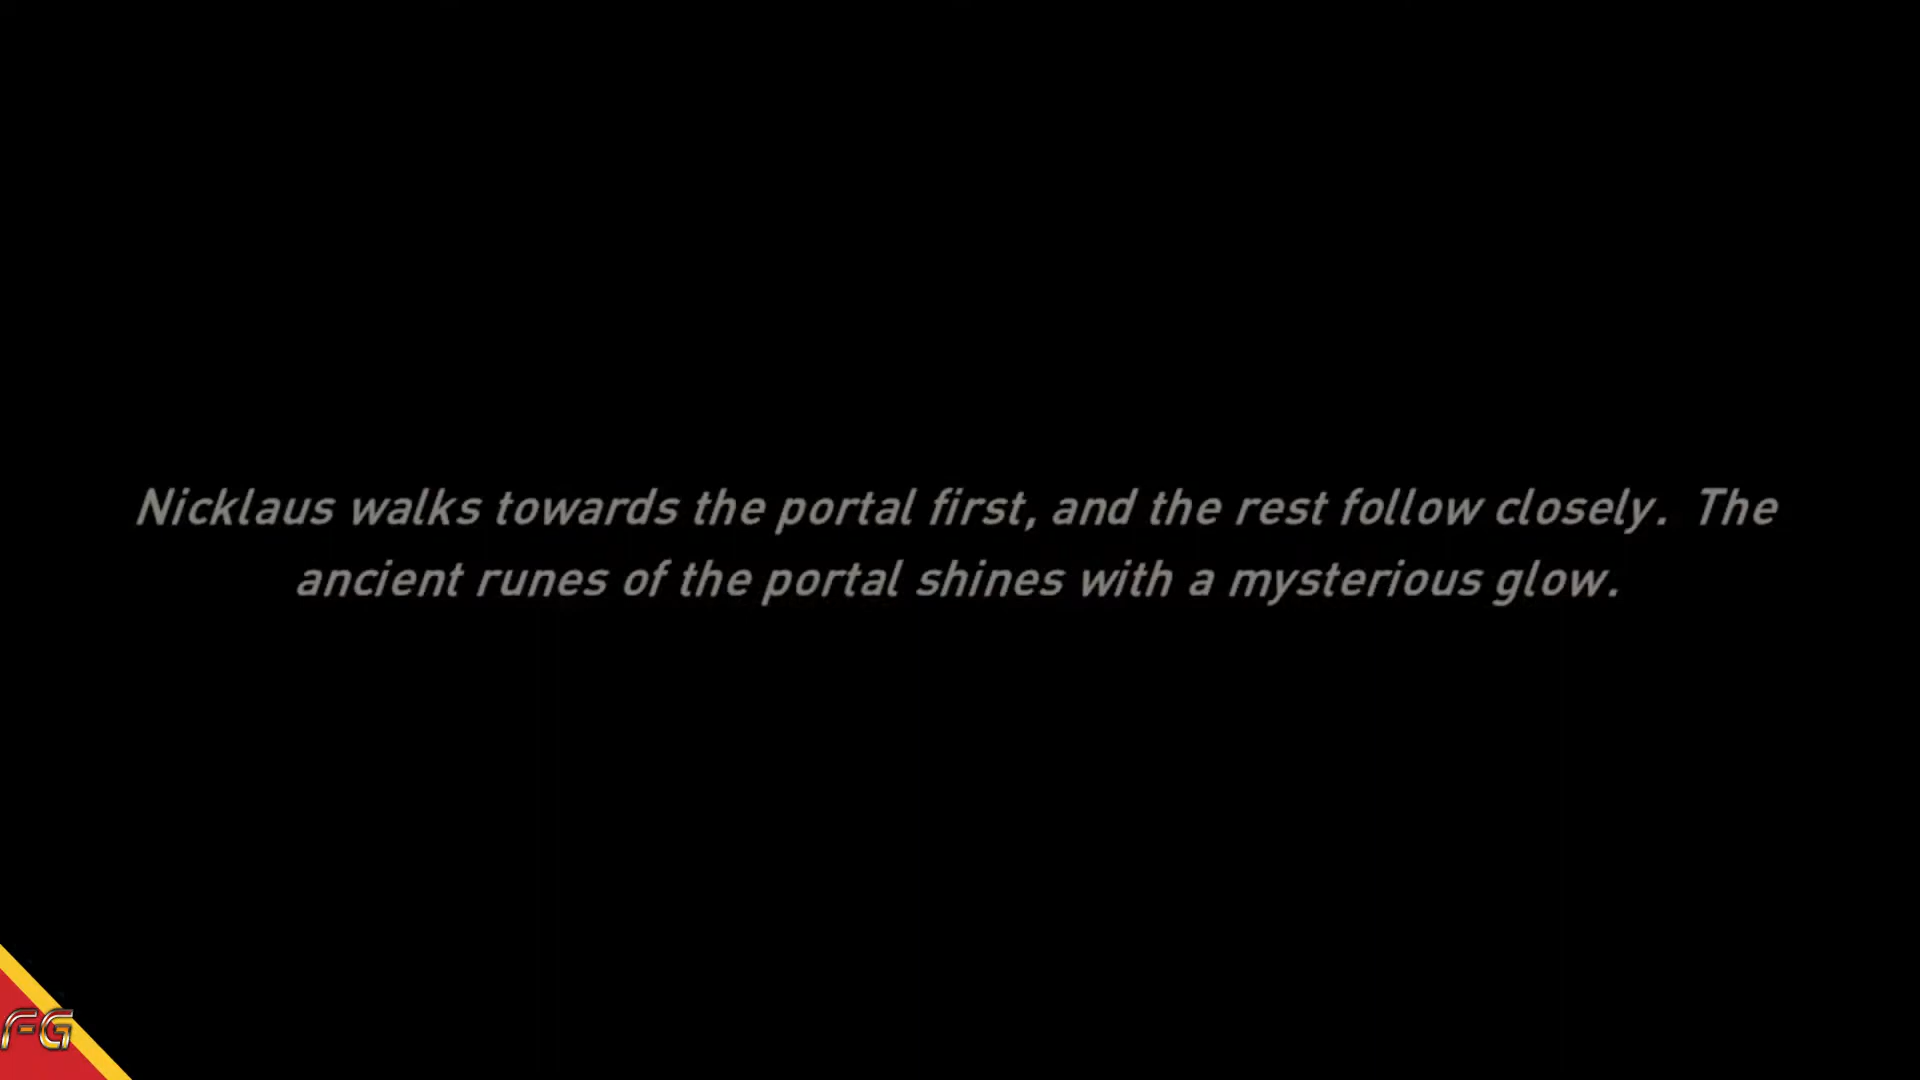 Nicklaus walks towards the portal first, and the rest follow closely.  The
ancient runes of the portal shines with a mysterious glow.
FG